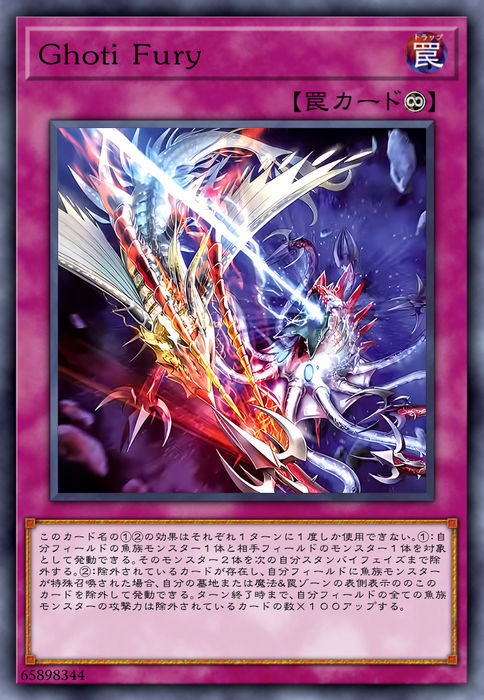 Ghoti Fury
トラップ
罠
【罠カード】
このカード名の①②の効果はそれぞれ1ターンに1度しか使用できない。①：自
分フィールドの魚族モンスター1体と相手フィールドのモンスター1体を対象
として発動できる。そのモンスター2体を次の自分スタンバイフェイズまで除
外する。②：除外されているカードが存在し、自分フィールドに魚族モンスター
が特殊召喚された場合、自分の墓地または魔法&罠ゾーンの表側表示ののこの
カードを除外して発動できる。ターン終了時まで、自分フィールドの全ての魚族
モンスターの攻撃力は除外されているカードの数×100アップする。
65898344